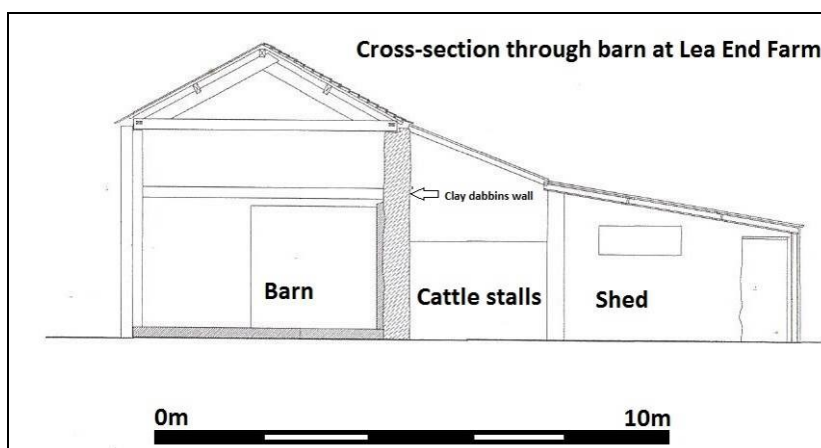 Cross-section through barn at Lea End Farm
Clay dabbins wall
Barn
Cattle stalls
Shed
0m
10m